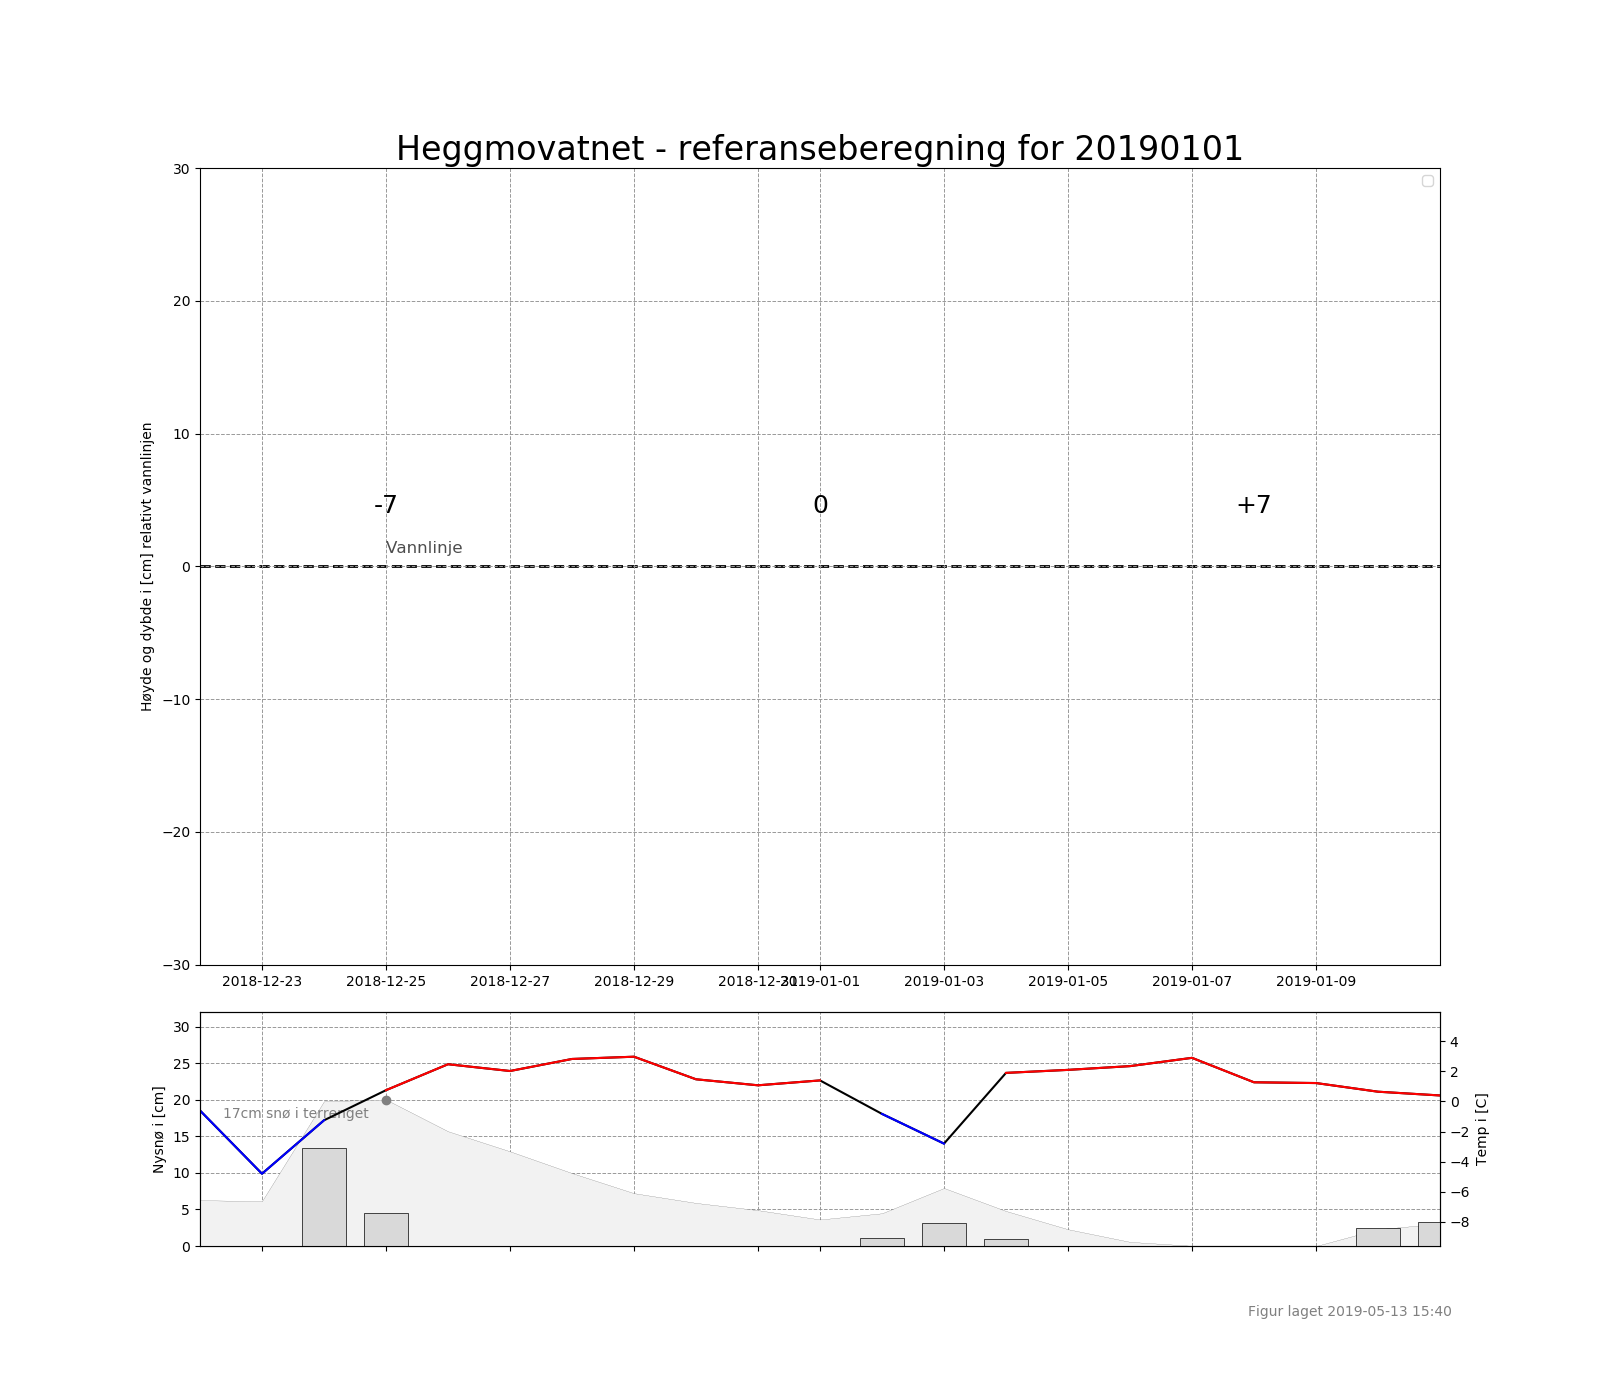 Heggmovatnet - referanseberegning for 20190101
30
20
10
0
−10
−20
−30
Høyde og dybde i [cm] relativt vannlinjen
-7 0 +7
Vannlinje
2018-12-23 2018-12-25 2018-12-27 2018-12-29 2018-12-31 2019-01-01 2019-01-03 2019-01-05 2019-01-07 2019-01-09
30
25
20
15
10
5
0
Nysnø i [cm]
17cm snø i terrenget
4
2
0
−2
−4
−6
−8
Temp i [C]
Figur laget 2019-05-13 15:40